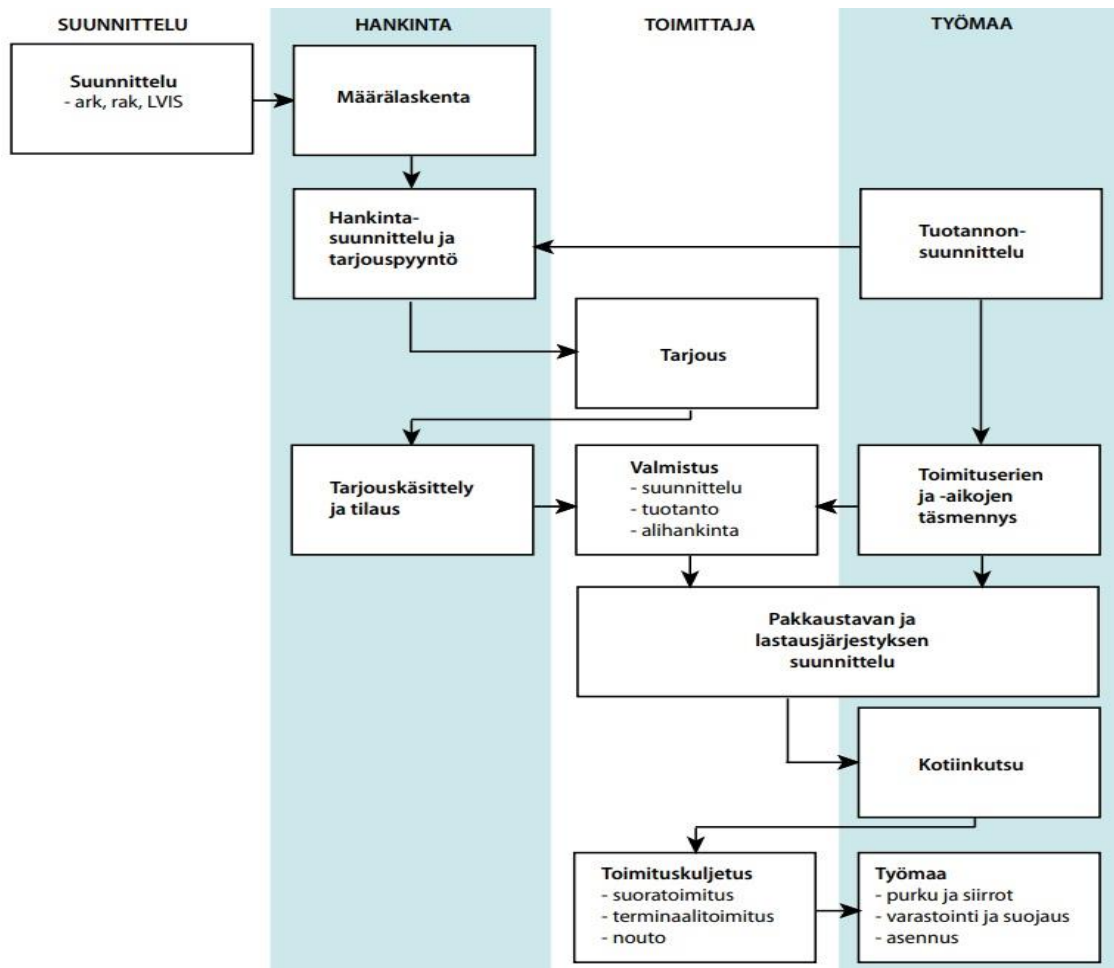 SUUNNITTELU
HANKINTA
TOIMITTAJA
TYÖMAA
Suunnittelu
- ark, rak, LVIS
Määrälaskenta
Hankinta-
suunnittelu ja
tarjouspyyntö
Tuotannon-
suunnittelu
Tarjous
Tarjouskäsittely
ja tilaus
Valmistus
- suunnittelu
- tuotanto
- alihankinta
Toimituserien
ja -aikojen
täsmennys
Pakkaustavan ja
lastausjärjestyksen
suunnittelu
Kotiinkutsu
Toimituskuljetus
- suoratoimitus
- terminaalitoimitus
- nouto
Työmaa
- purku ja siirrot
- varastointi ja suojaus
- asennus